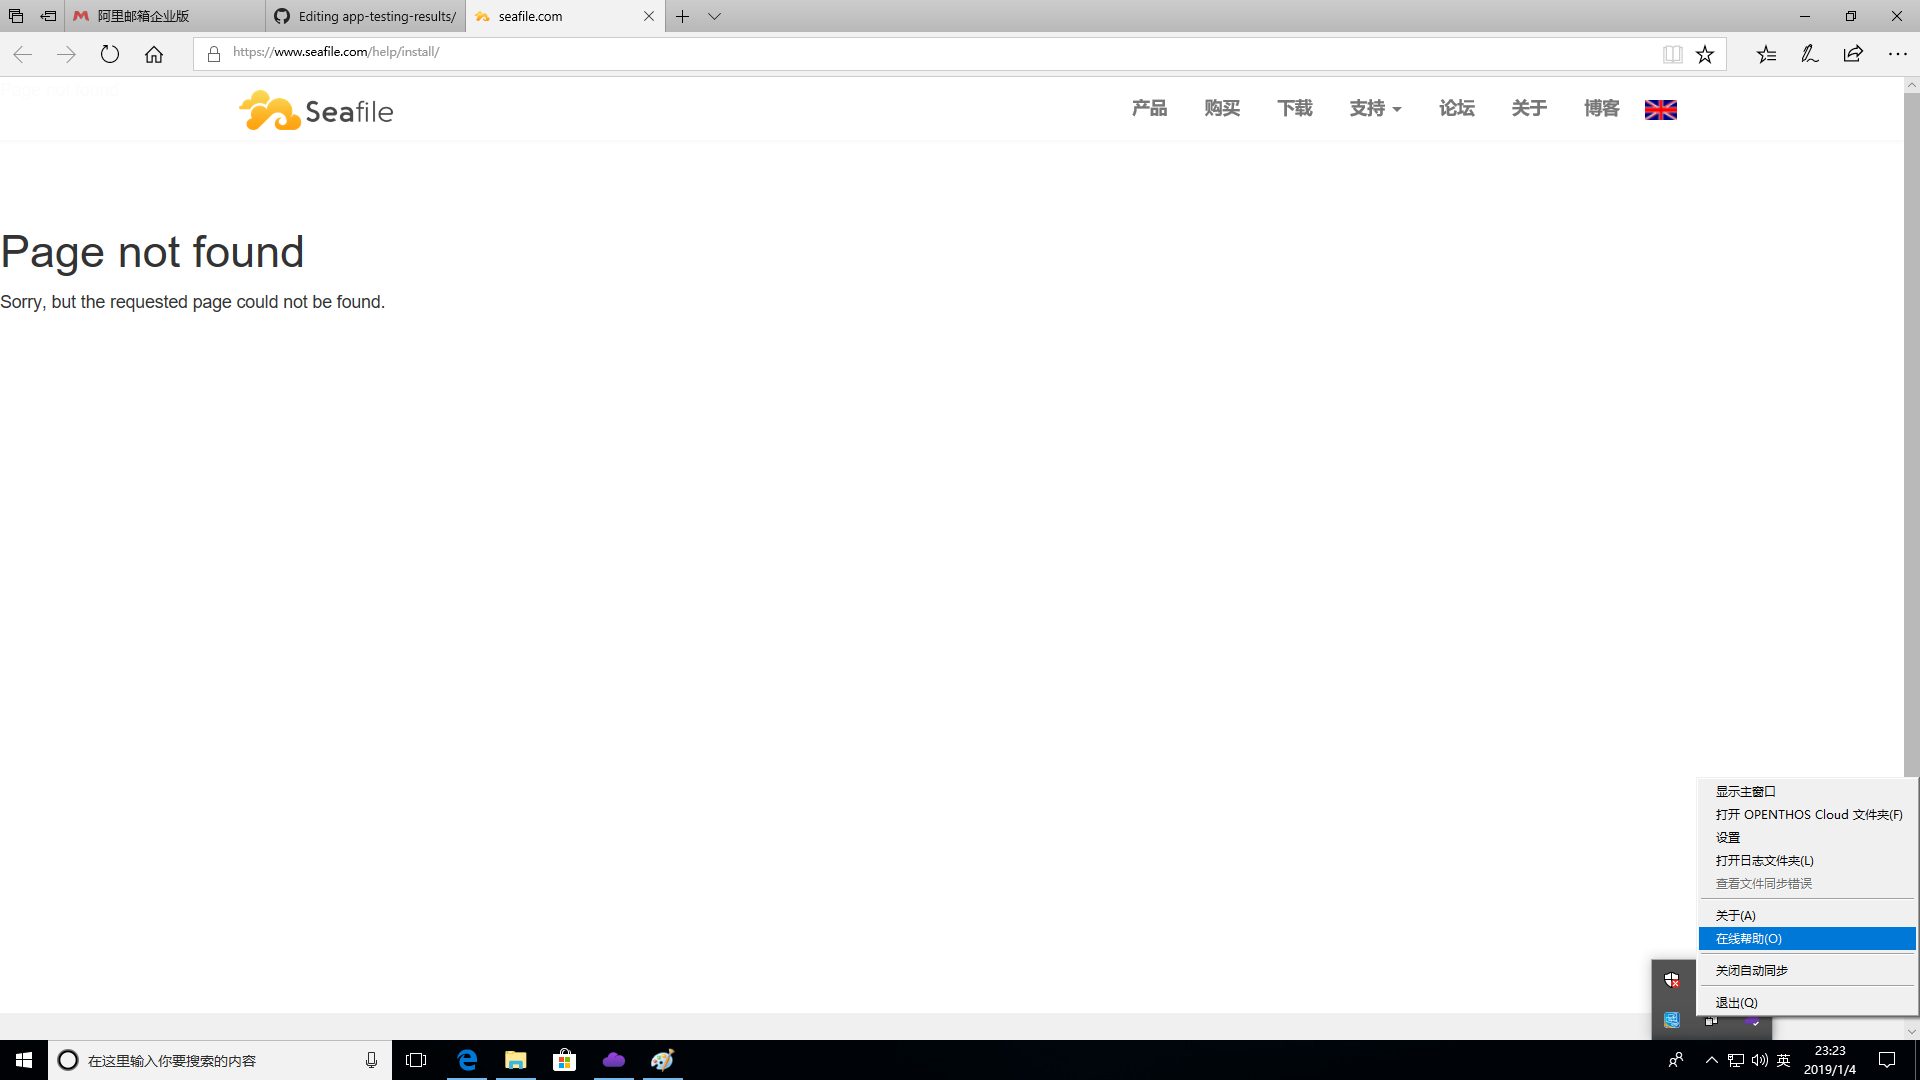 阿里邮箱企业版
Editing app-testing-results/
seafile.com
https://www.seafile.com/help/install/
Page not found
Seafile
产品
购买
下载
支持
论坛
关于
博客
Page not found
Sorry, but the requested page could not be found.
显示主窗口
打开 OPENTHOS Cloud 文件夹(F)
设置
打开日志文件夹(L)
查看文件同步错误
关于(A)
在线帮助(O)
关闭自动同步
退出(Q)
在这里输入你要搜索的内容
英
23:23
2019/1/4